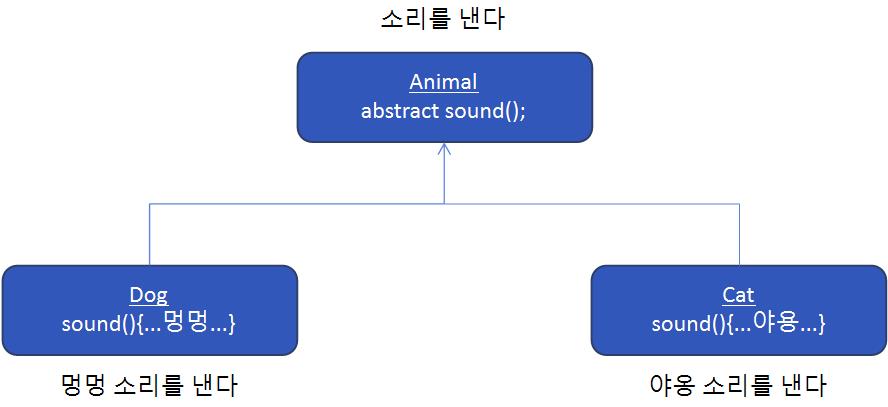 소리를 낸다
Animal
abstract sound();
Dog
sound(){...멍멍...}
Cat
sound(){...야용...}
멍멍 소리를 낸다
야옹 소리를 낸다